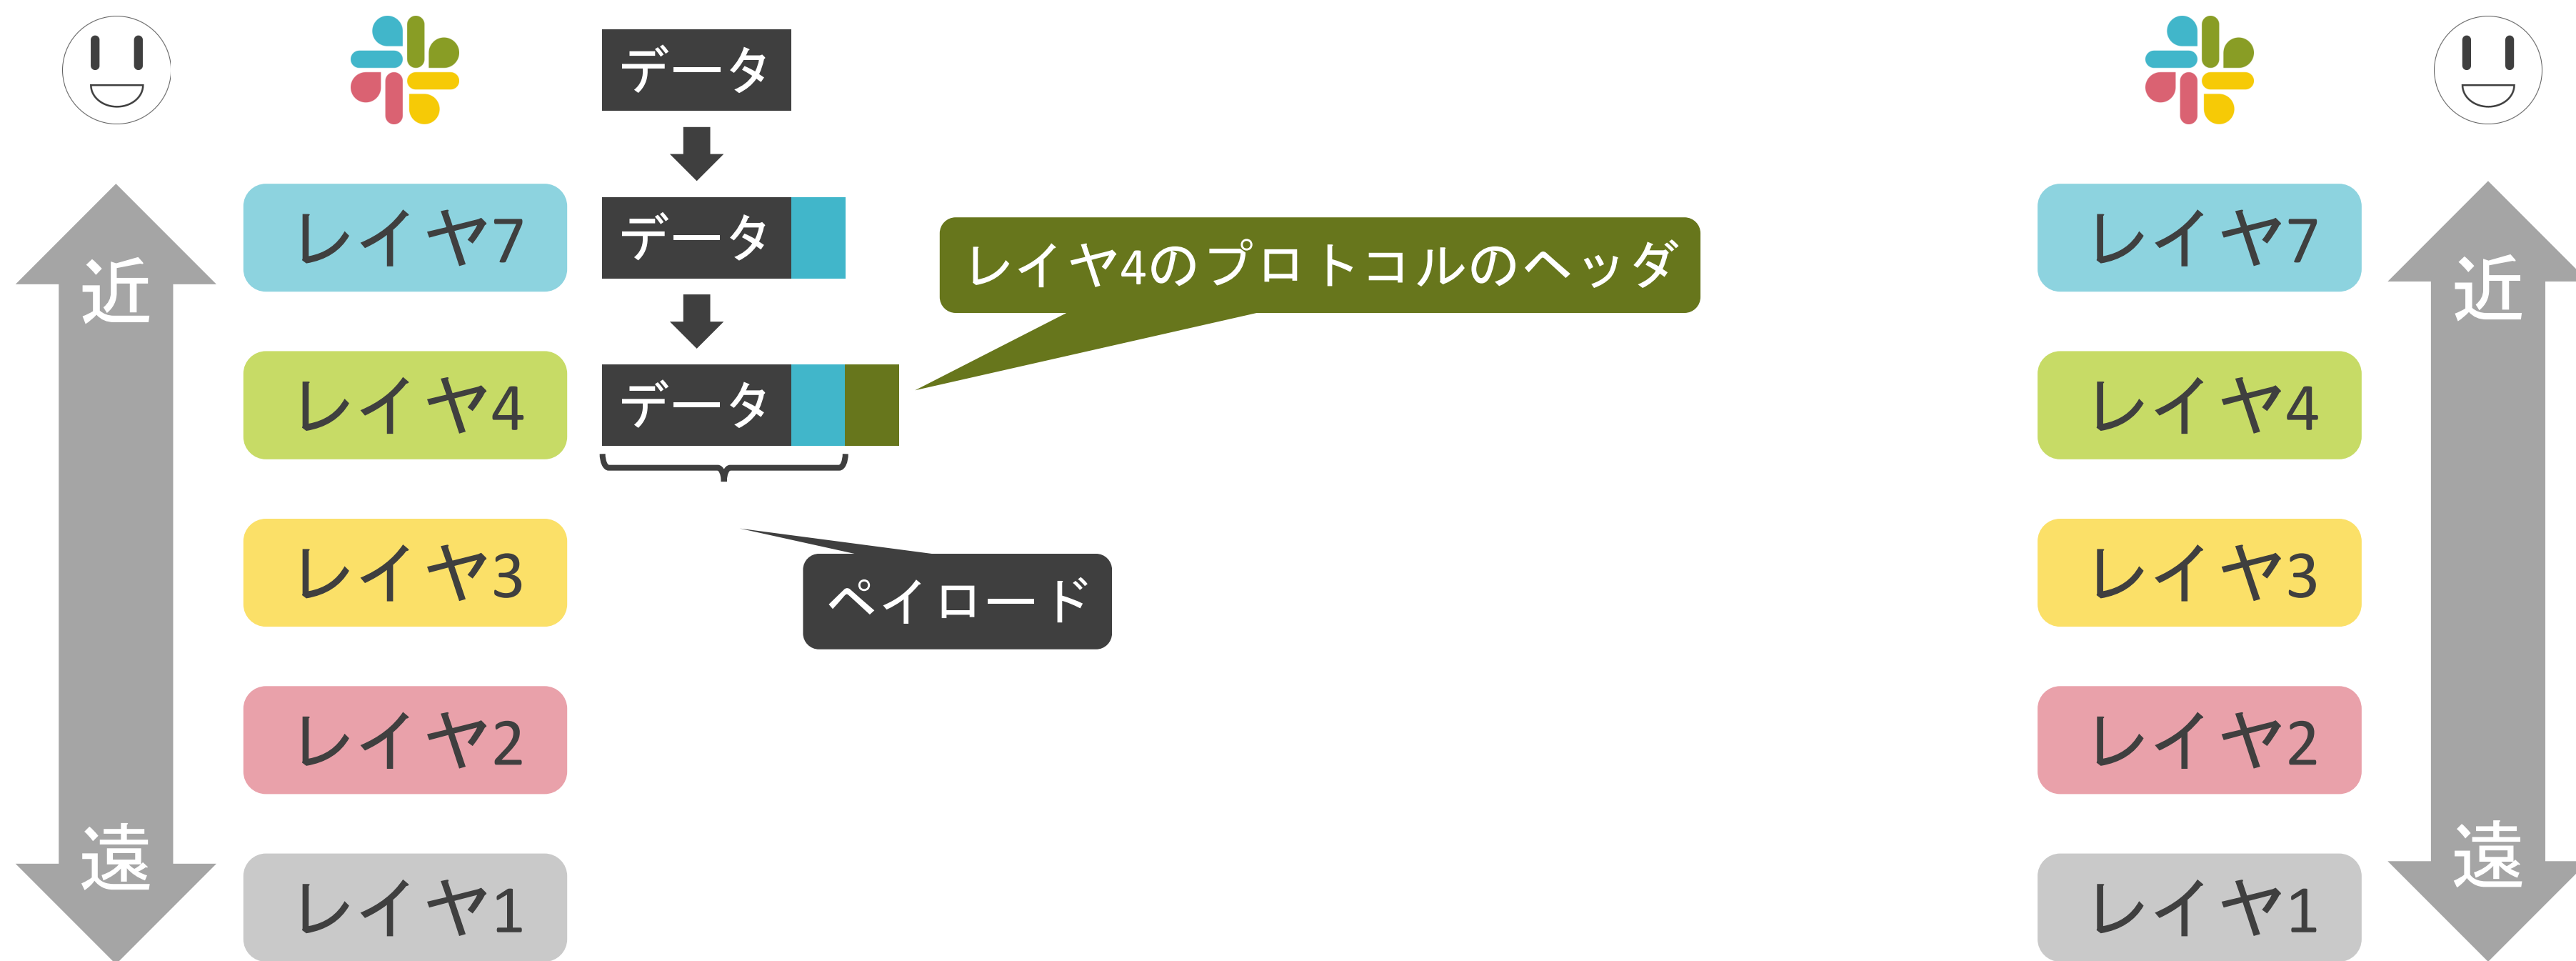 データ
近
レイヤ7
データ
レイヤ4のプロトコルのヘッダ
レイヤ4
データ
レイヤ3
ペイロード
レイヤ2
遠
レイヤ1
レイヤ7
近
レイヤ4
レイヤ3
レイヤ2
遠
レイヤ1